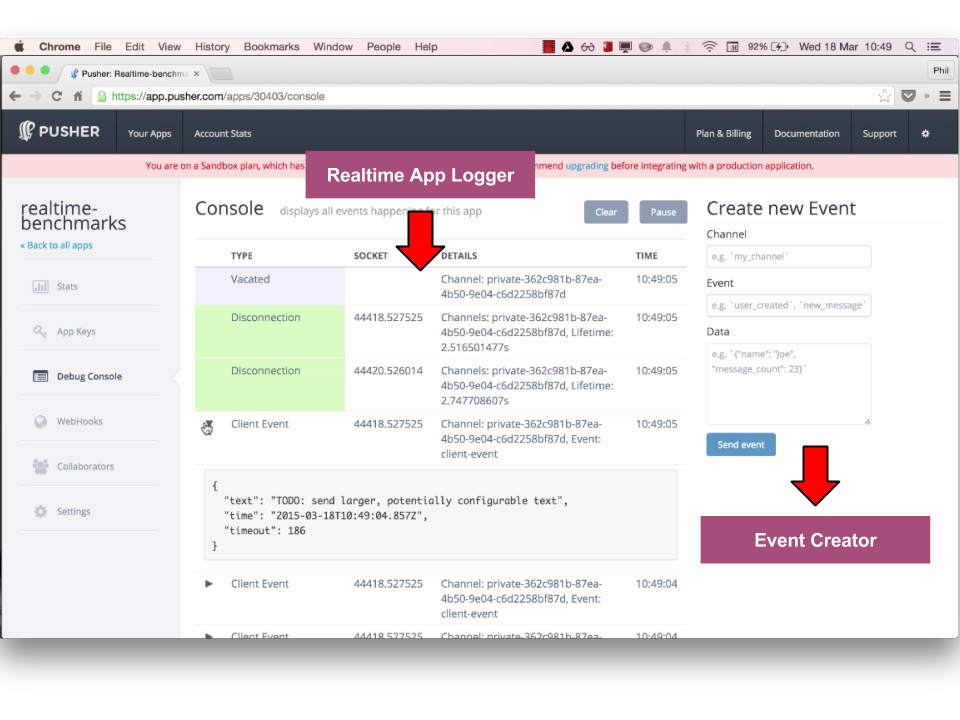 Chrome File Edit View History Bookmarks Window People Help 92% Wed 18 Mar 10:49
Pusher: Realtime-benchma × Phil
https://app.pusher.com/apps/30403/console
PUSHER Your Apps Account Stats Plan & Billing Documentation Support
You are on a Sandbox plan, which has upgrading before integrating with a production application.
Realtime App Logger
realtime-
benchmarks
« Back to all apps
Stats
App Keys
Debug Console
WebHooks
Collaborators
Settings
Console displays all events happening for this app Clear Pause
TYPE SOCKET DETAILS TIME
Vacated Channel: private-362c981b-87ea- 10:49:05
4b50-9e04-c6d2258bf87d
Disconnection 44418.527525 Channels: private-362c981b-87ea- 10:49:05
4b50-9e04-c6d2258bf87d, Lifetime:
2.516501477s
Disconnection 44420.526014 Channels: private-362c981b-87ea- 10:49:05
4b50-9e04-c6d2258bf87d, Lifetime:
2.747708607s
Client Event 44418.527525 Channel: private-362c981b-87ea- 10:49:05
4b50-9e04-c6d2258bf87d, Event:
client-event
{
"text": "TODO: send larger, potentially configurable text",
"time": "2015-03-18T10:49:04.857Z",
"timeout": 186
}
Client Event 44418.527525 Channel: private-362c981b-87ea- 10:49:04
4b50-9e04-c6d2258bf87d, Event:
client-event
Client Event 44418.527525 Channel: private-362c981b-87ea- 10:49:04
Create new Event
Channel
e.g. `my_channel`
Event
e.g. `user_created`, `new_message`
Data
e.g. `{"name": "Joe",
"message_count": 23}`
Send event
Event Creator